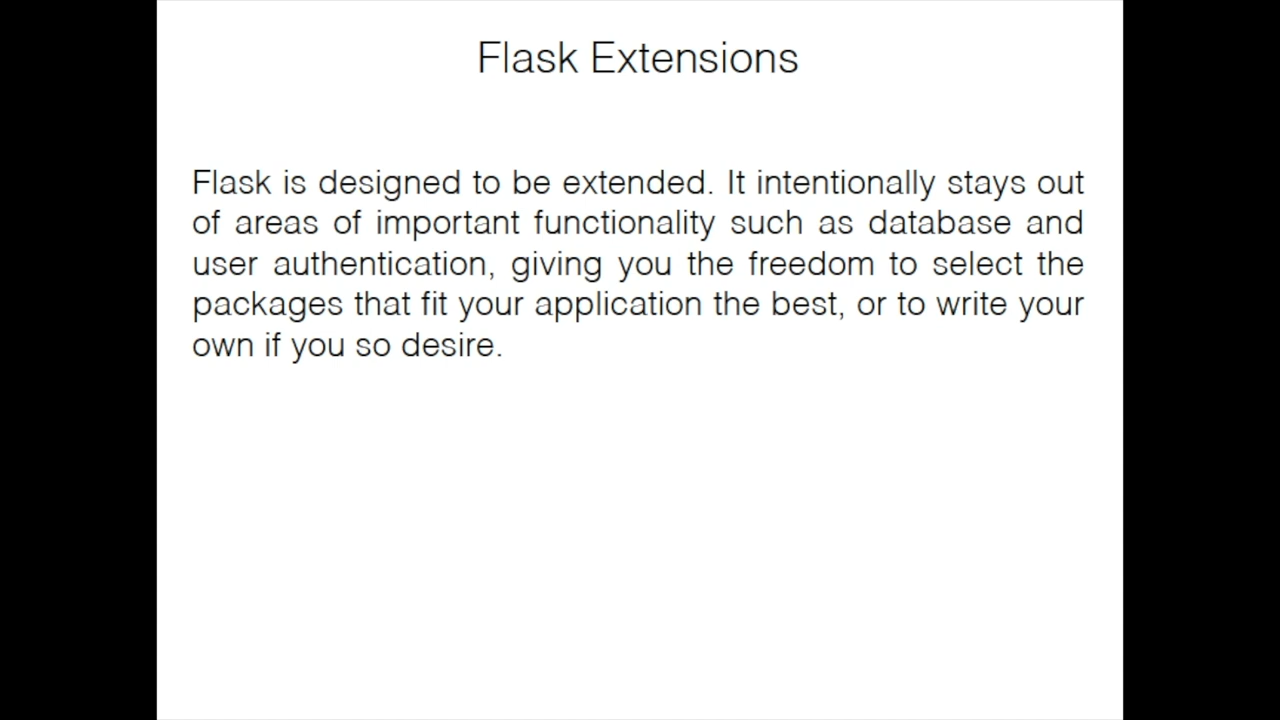 Flask Extensions
Flask is designed to be extended. It intentionally stays out
of areas of important functionality such as database and
user authentication, giving you the freedom to select the
packages that fit your application the best, or to write your
own if you so desire.